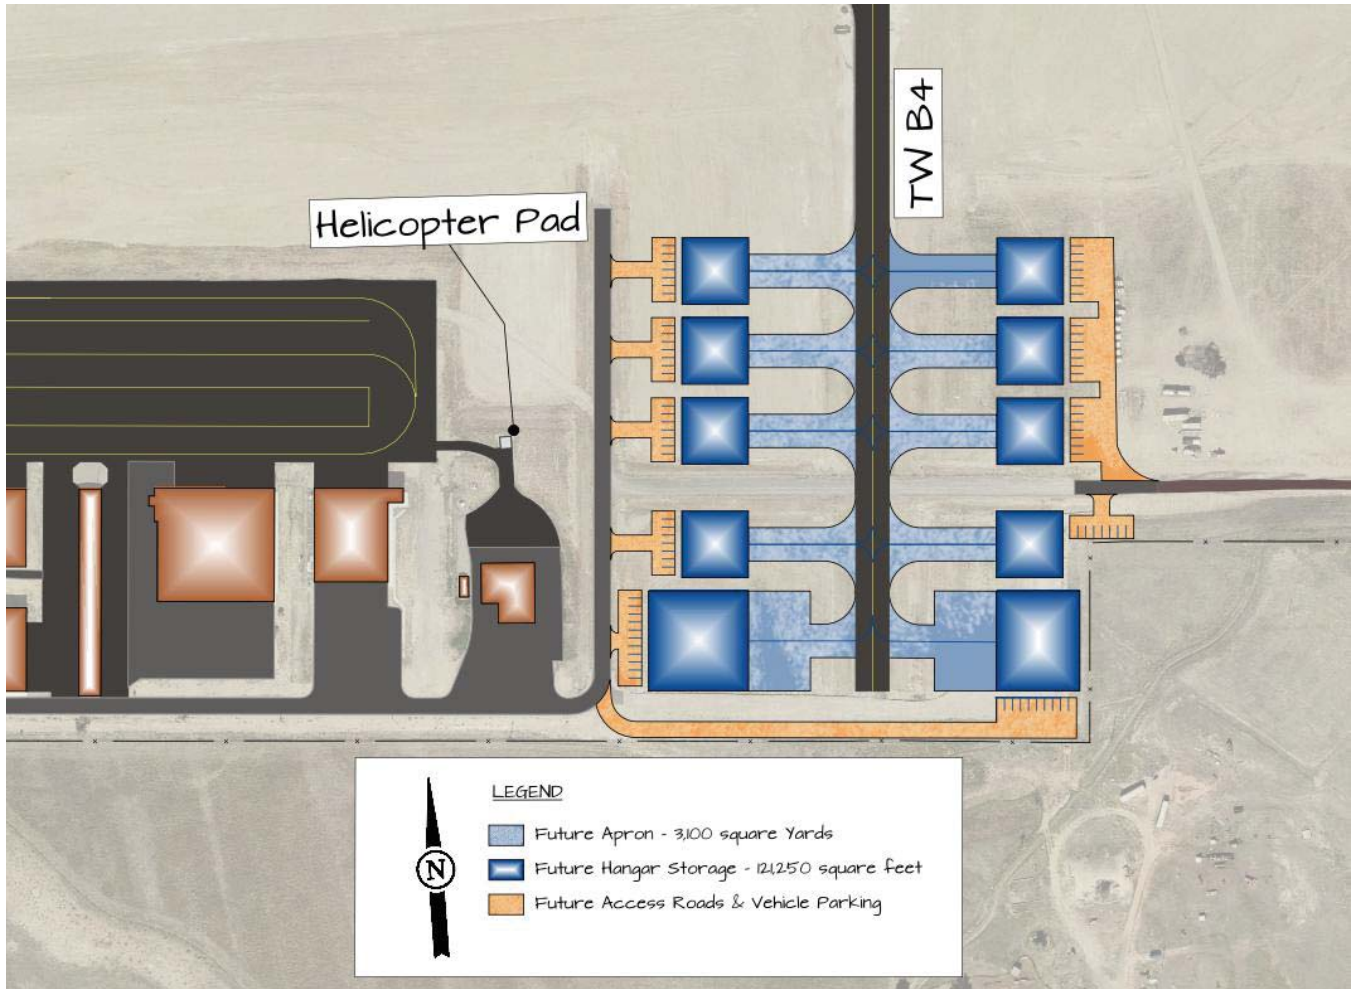 TW B4
Helicopter Pad
LEGEND
Future Apron - 3,100 square Yards
Future Hangar Storage - 121,250 square feet
N
Future Access Roads & Vehicle Parking